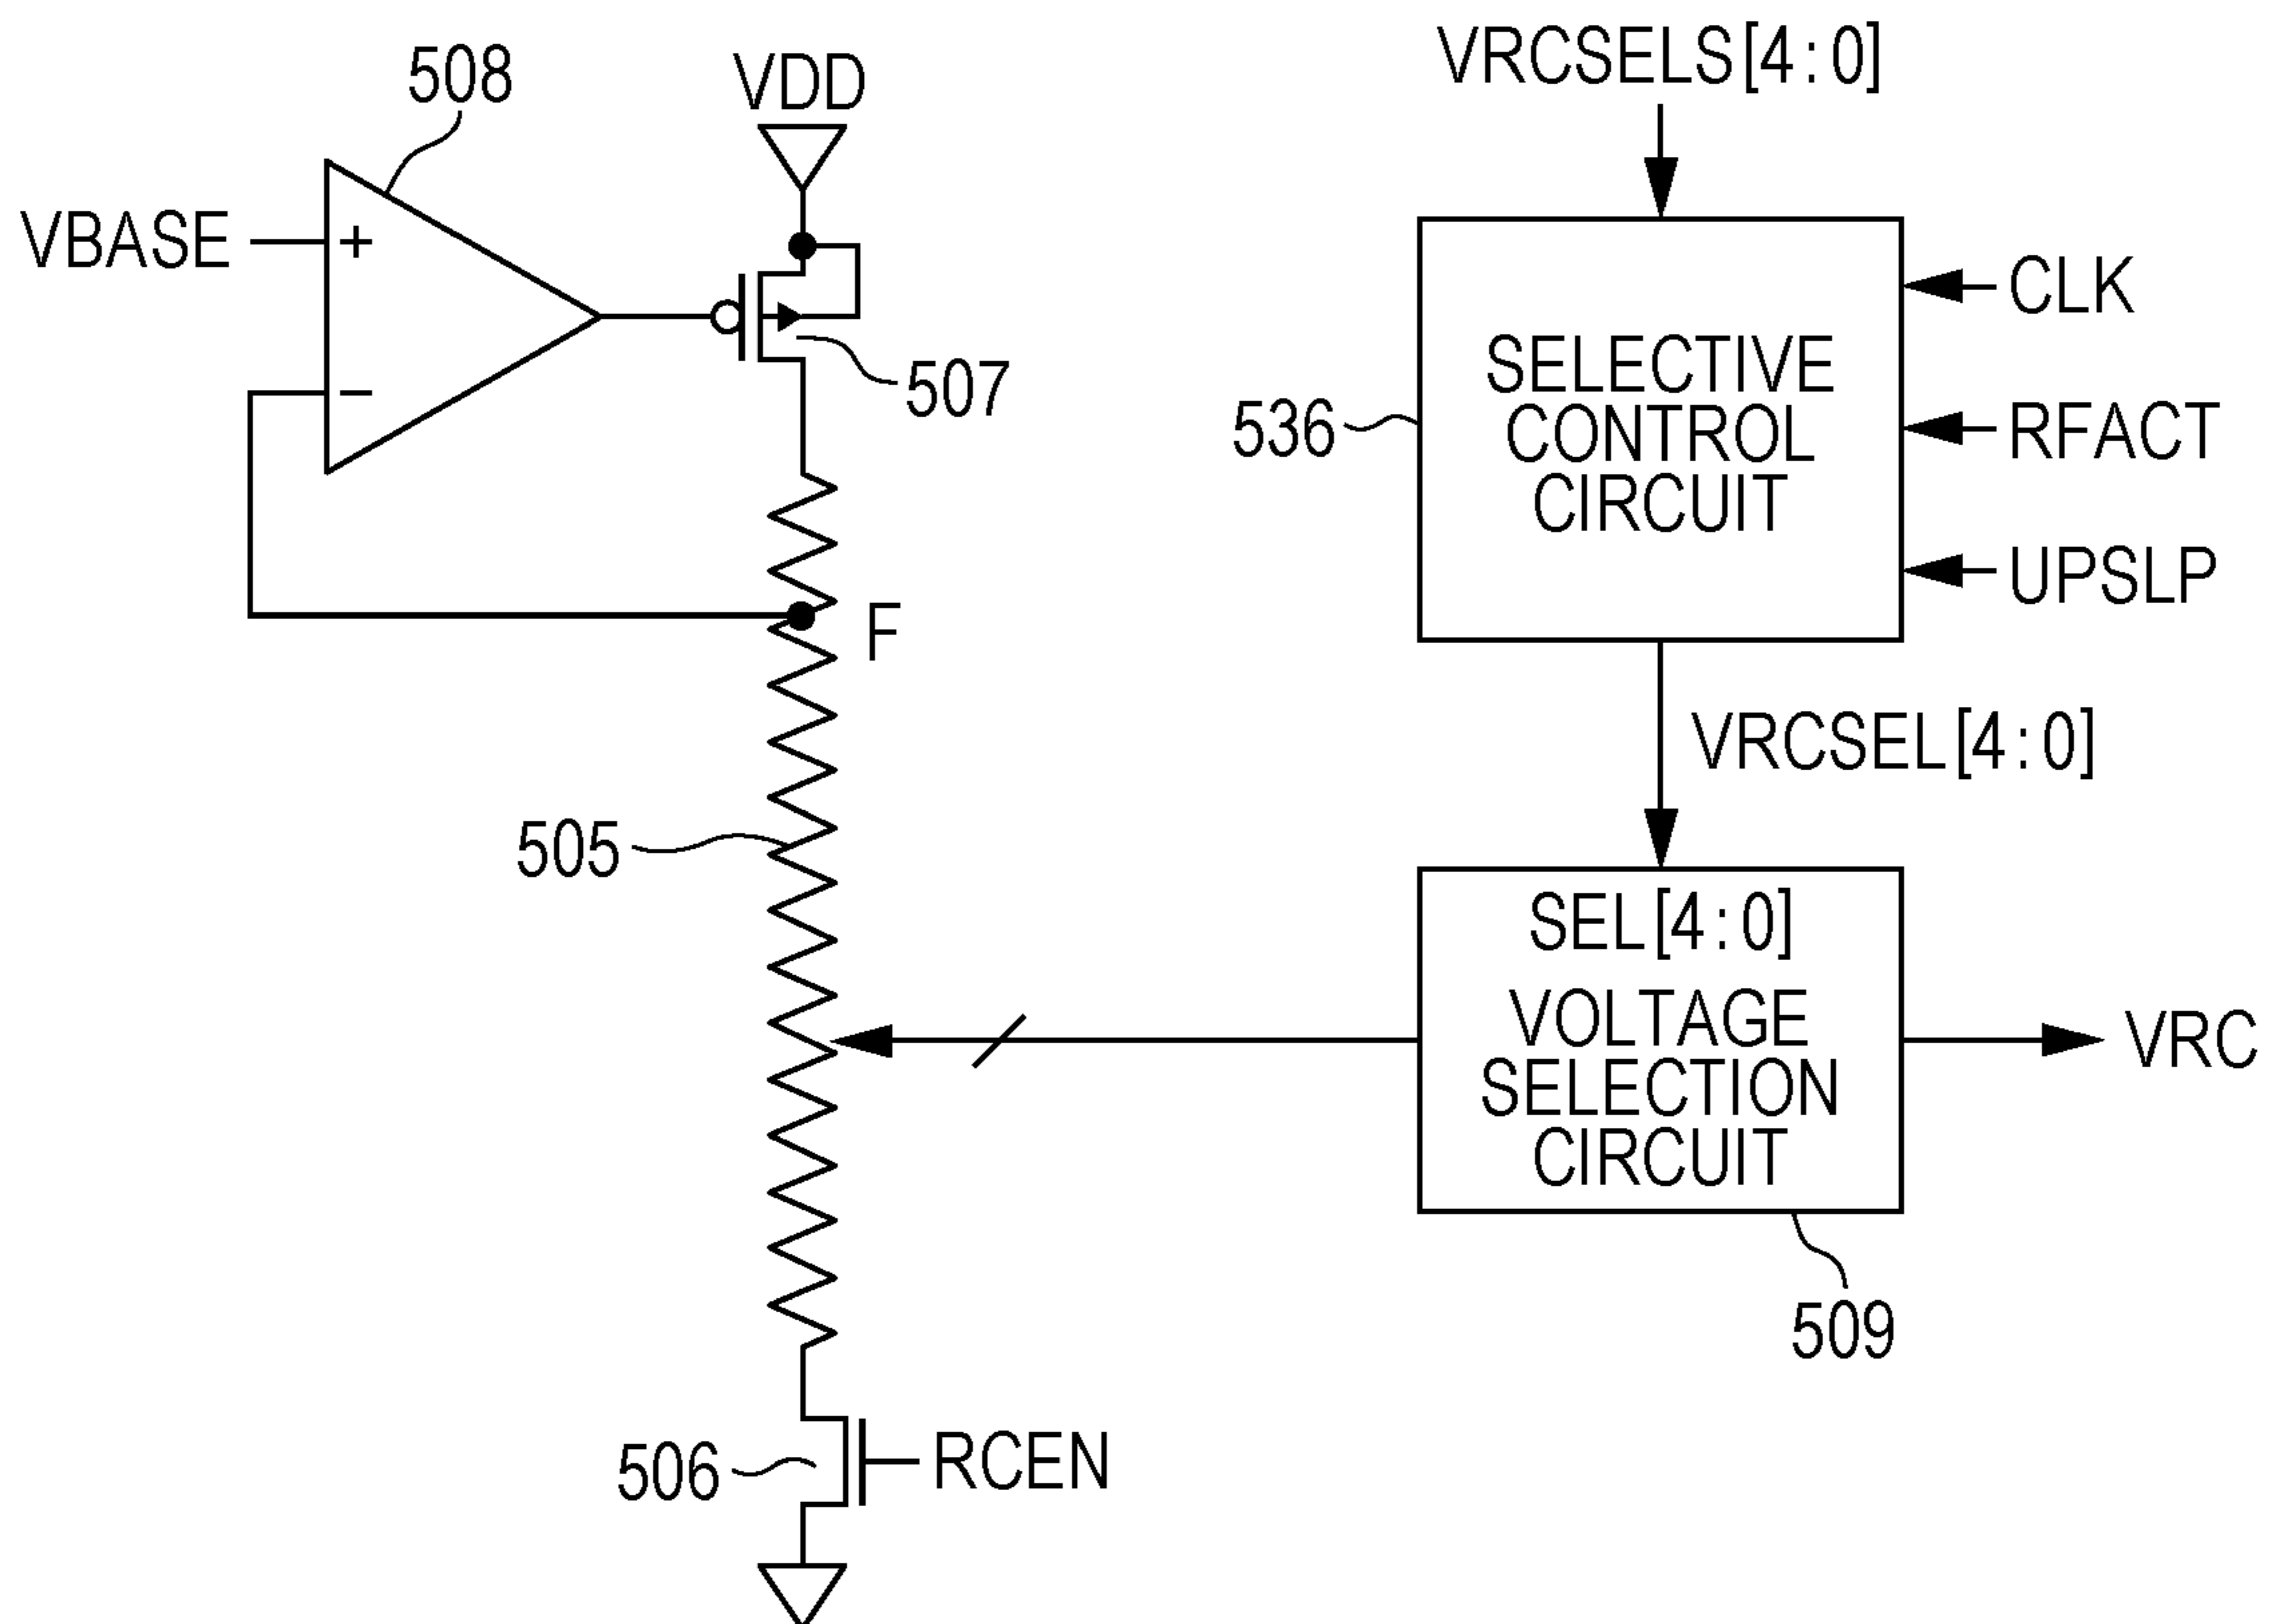 508
VDD
VRCSELS[4:0]
VBASE
+
−
507
536
SELECTIVE
CONTROL
CIRCUIT
CLK
RFACT
UPSLP
F
VRCSEL[4:0]
505
SEL[4:0]
VOLTAGE
SELECTION
CIRCUIT
VRC
509
506
RCEN